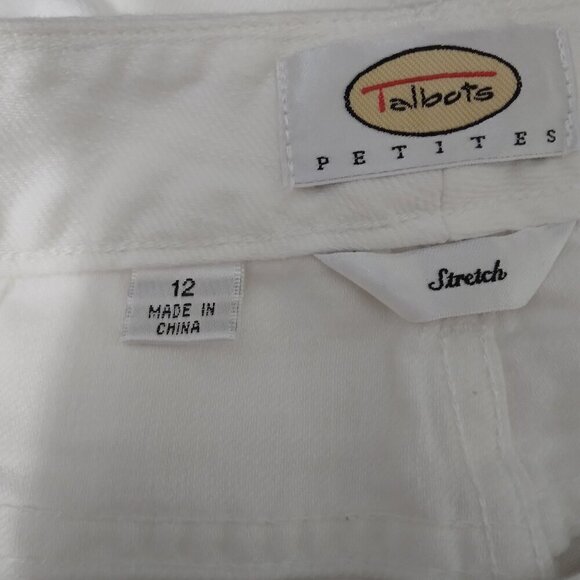 Talbots
PETITES
Stretch
12
MADE IN
CHINA